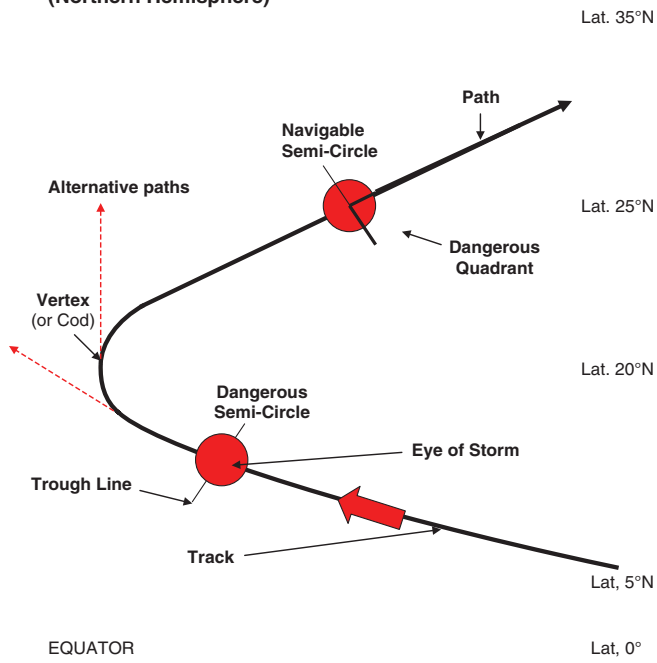 (Northern Hemisphere)
Lat. 35°N
Path
Navigable
Semi-Circle
Alternative paths
Lat. 25°N
Dangerous
Quadrant
Vertex
(or Cod)
Lat. 20°N
Dangerous
Semi-Circle
Eye of Storm
Trough Line
Track
Lat, 5°N
EQUATOR
Lat, 0°